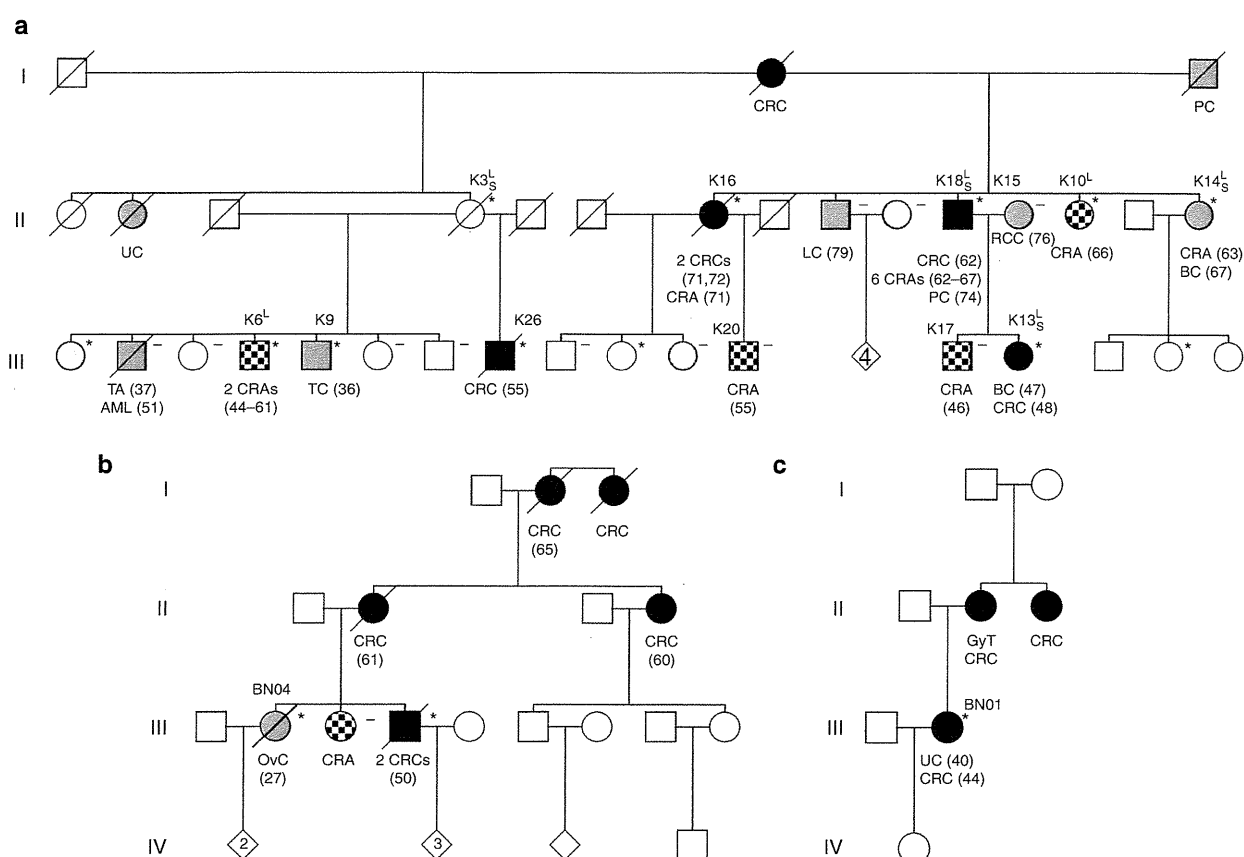 a
I
CRC
PC
K3 L S *
K16 *
K18 L S *
K15
K10 L *
K14 L S *
II
UC
2 CRCs
(71,72)
CRA (71)
LC (79)
–
–
CRC (62)
6 CRAs (62–67)
PC (74)
RCC (76)
–
CRA (66)
CRA (63)
BC (67)
III
*
–
–
K6 L *
K9 *
–
–
K26 *
–
*
–
K20 –
4
K17 –
K13 L S *
*
TA (37)
AML (51)
2 CRAs
(44–61)
TC (36)
CRC (55)
CRA
(55)
CRA
(46)
BC (47)
CRC (48)
b
I
CRC
(65)
CRC
II
CRC
(61)
CRC
(60)
III
BN04
*
–
*
OvC
(27)
CRA
2 CRCs
(50)
IV
2
3
c
I
II
GyT
CRC
CRC
III
BN01
*
UC (40)
CRC (44)
IV